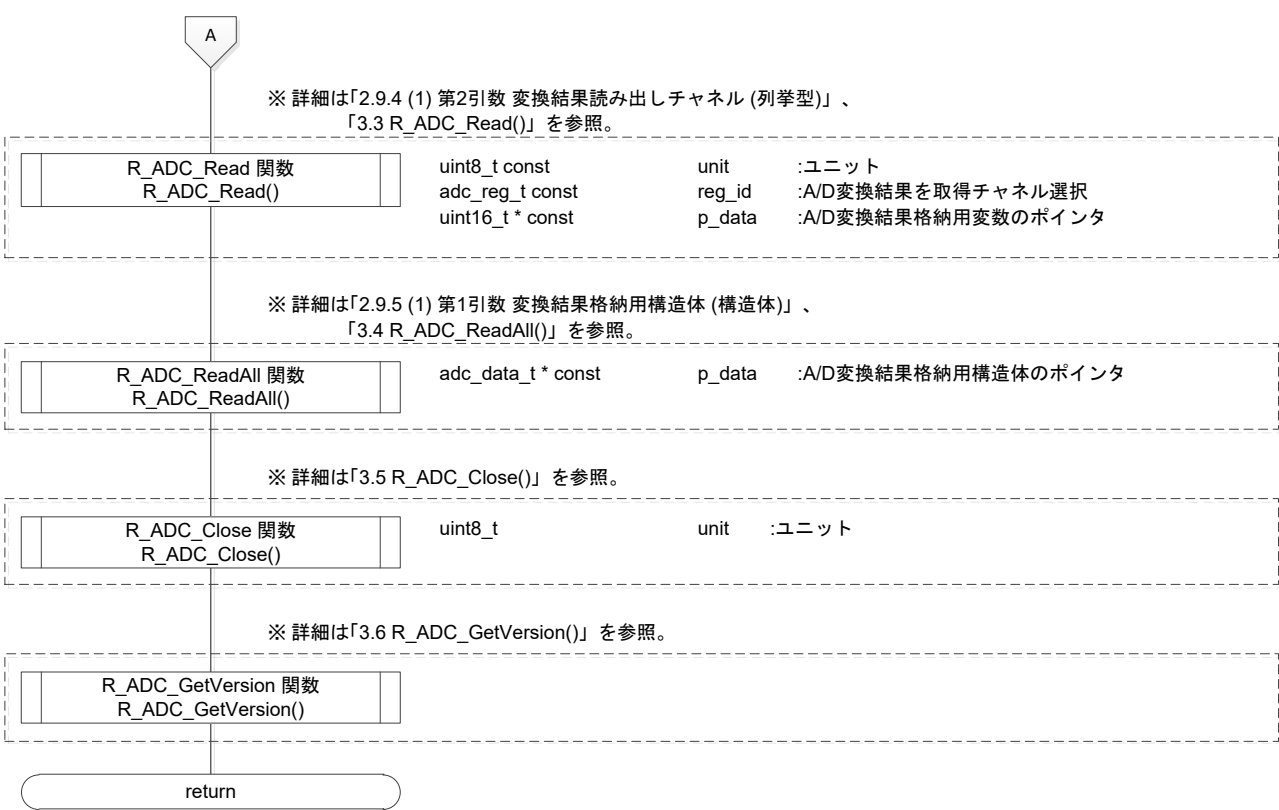 A
※ 詳細は「2.9.4 (1) 第2引数 変換結果読み出しチャネル (列挙型)」、
「3.3 R_ADC_Read()」を参照。
R_ADC_Read 関数
R_ADC_Read()
uint8_t const unit :ユニット
adc_reg_t const reg_id :A/D変換結果を取得チャネル選択
uint16_t * const p_data :A/D変換結果格納用変数のポインタ
※ 詳細は「2.9.5 (1) 第1引数 変換結果格納用構造体 (構造体)」、
「3.4 R_ADC_ReadAll()」を参照。
R_ADC_ReadAll 関数
R_ADC_ReadAll()
adc_data_t * const p_data :A/D変換結果格納用構造体のポインタ
※ 詳細は「3.5 R_ADC_Close()」を参照。
R_ADC_Close 関数
R_ADC_Close()
uint8_t unit :ユニット
※ 詳細は「3.6 R_ADC_GetVersion()」を参照。
R_ADC_GetVersion 関数
R_ADC_GetVersion()
return